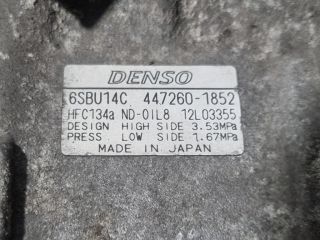 DENSO
6SBU14C 447260-1852
HFC134a ND-OIL8 12L03355
DESIGN HIGH SIDE 3.53MPa
PRESS LOW SIDE 1.67MPa
MADE IN JAPAN